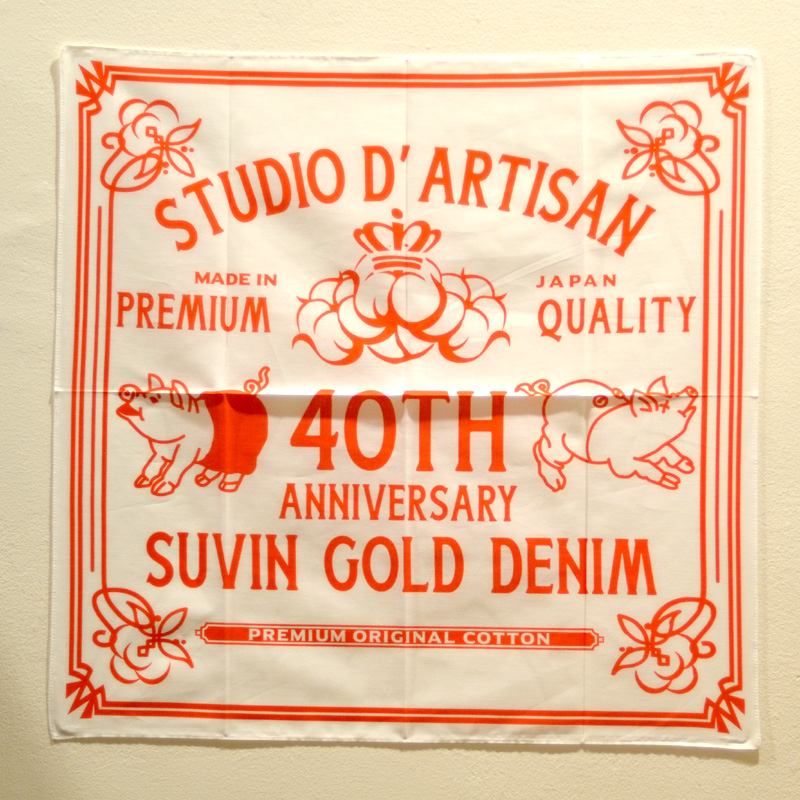 STUDIO D'ARTISAN
MADE IN JAPAN
PREMIUM QUALITY
40TH
ANNIVERSARY
SUVIN GOLD DENIM
PREMIUM ORIGINAL COTTON